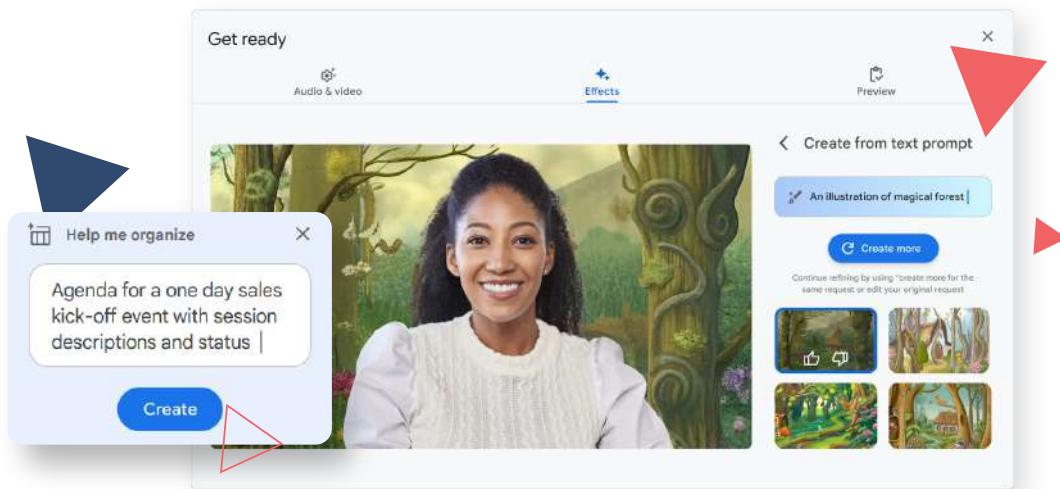 Get ready
Audio & video
Effects
Preview
Create from text prompt
An illustration of magical forest
Create more
Continue refining by using "create more for the
same request or edit your original request
Help me organize
Agenda for a one day sales
kick-off event with session
descriptions and status
Create